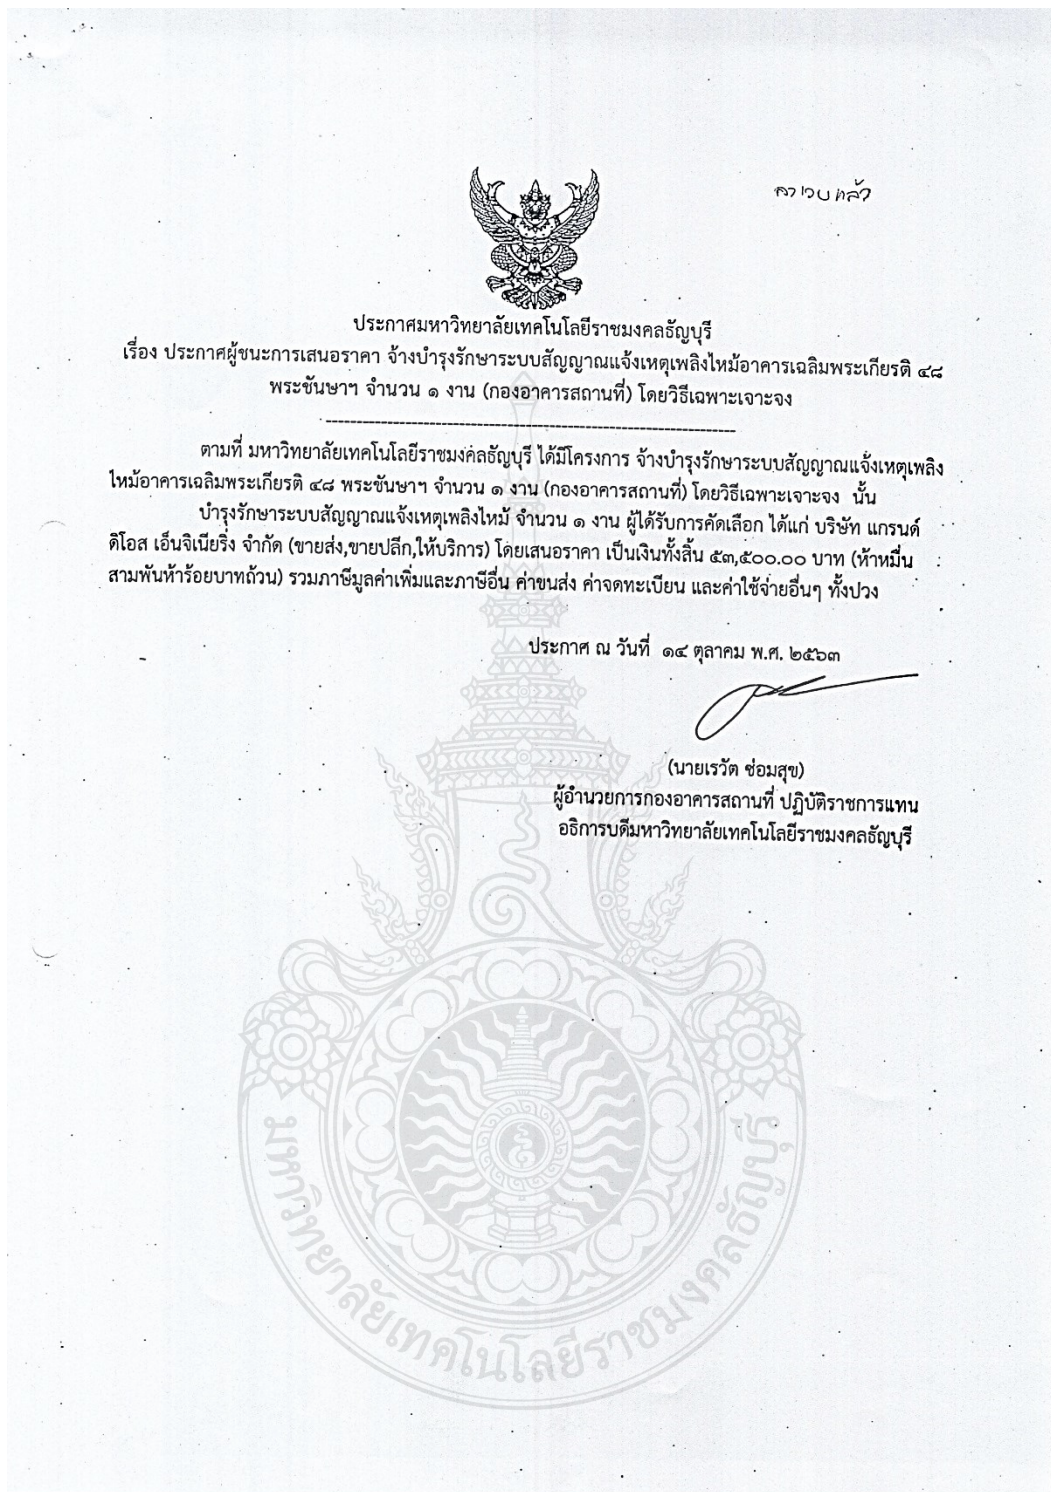 ลงเวบแล้ว
ประกาศมหาวิทยาลัยเทคโนโลยีราชมงคลธัญบุรี
เรื่อง ประกาศผู้ชนะการเสนอราคา จ้างบำรุงรักษาระบบสัญญาณแจ้งเหตุเพลิงไหม้อาคารเฉลิมพระเกียรติ ๔๘
พระชันษาฯ จำนวน ๑ งาน (กองอาคารสถานที่) โดยวิธีเฉพาะเจาะจง
--------------------------------------------------------------------
ตามที่ มหาวิทยาลัยเทคโนโลยีราชมงคลธัญบุรี ได้มีโครงการ จ้างบำรุงรักษาระบบสัญญาณแจ้งเหตุเพลิง
ไหม้อาคารเฉลิมพระเกียรติ ๔๘ พระชันษาฯ จำนวน ๑ งาน (กองอาคารสถานที่) โดยวิธีเฉพาะเจาะจง นั้น
บำรุงรักษาระบบสัญญาณแจ้งเหตุเพลิงไหม้ จำนวน ๑ งาน ผู้ได้รับการคัดเลือก ได้แก่ บริษัท แกรนด์
ดิโอส เอ็นจิเนียริ่ง จำกัด (ขายส่ง,ขายปลีก,ให้บริการ) โดยเสนอราคา เป็นเงินทั้งสิ้น ๕๓,๕๐๐.๐๐ บาท (ห้าหมื่น
สามพันห้าร้อยบาทถ้วน) รวมภาษีมูลค่าเพิ่มและภาษีอื่น ค่าขนส่ง ค่าจดทะเบียน และค่าใช้จ่ายอื่นๆ ทั้งปวง
ประกาศ ณ วันที่ ๑๔ ตุลาคม พ.ศ. ๒๕๖๓
(นายเรวัต ซ่อมสุข)
ผู้อำนวยการกองอาคารสถานที่ ปฏิบัติราชการแทน
อธิการบดีมหาวิทยาลัยเทคโนโลยีราชมงคลธัญบุรี
มหาวิทยาลัยเทคโนโลยีราชมงคลธัญบุรี